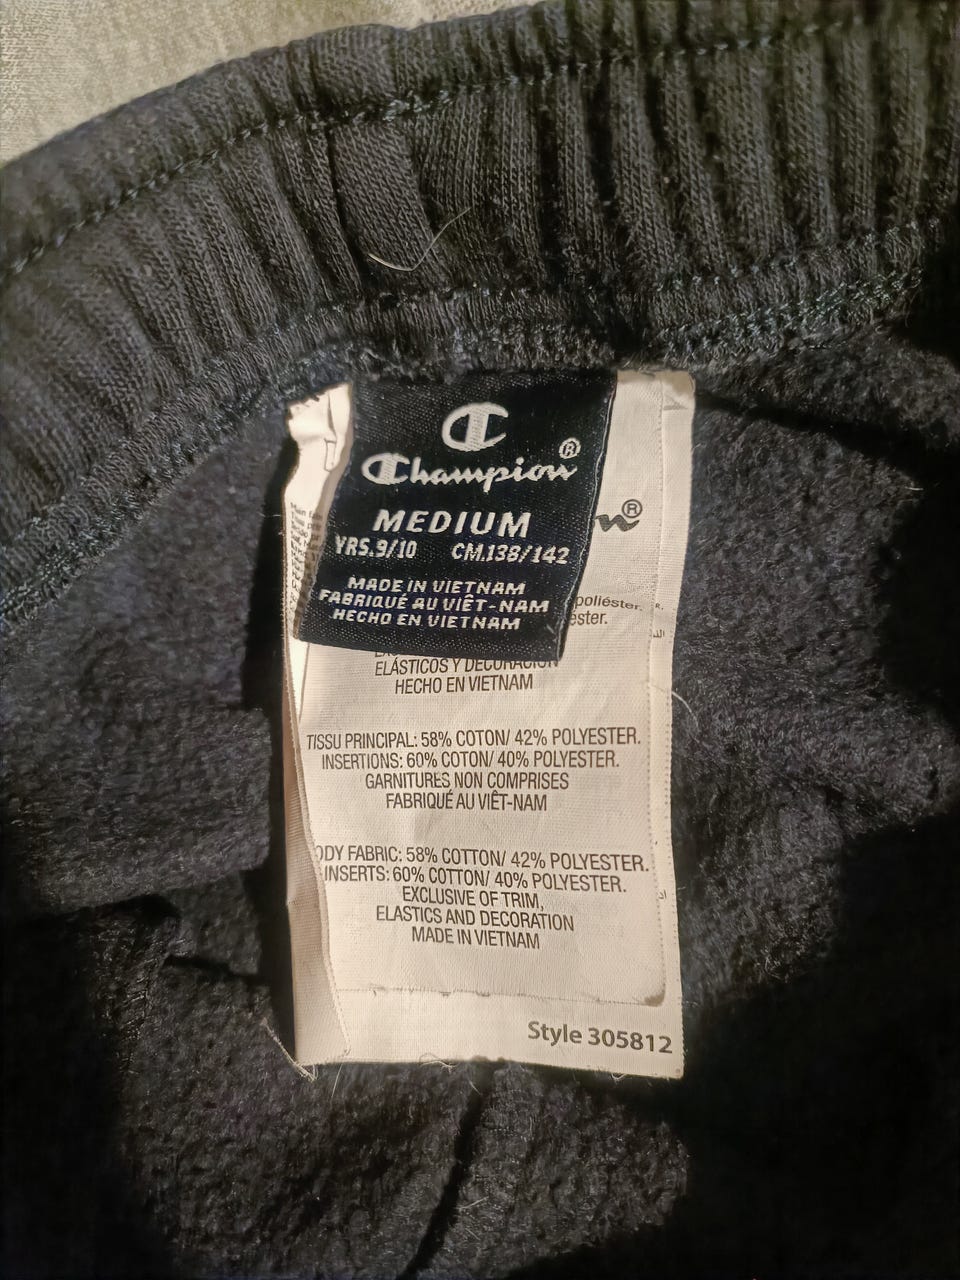 Champion®
MEDIUM
YRS.9/10 CM.138/142
MADE IN VIETNAM
FABRIQUÉ AU VIÊT-NAM
HECHO EN VIETNAM
®
poliéster.
ELÁSTICOS Y DECORACIÓN
HECHO EN VIETNAM
TISSU PRINCIPAL: 58% COTON/ 42% POLYESTER.
INSERTIONS: 60% COTON/ 40% POLYESTER.
GARNITURES NON COMPRISES
FABRIQUÉ AU VIÊT-NAM
ODY FABRIC: 58% COTTON/ 42% POLYESTER.
INSERTS: 60% COTTON/ 40% POLYESTER.
EXCLUSIVE OF TRIM,
ELASTICS AND DECORATION
MADE IN VIETNAM
Style 305812